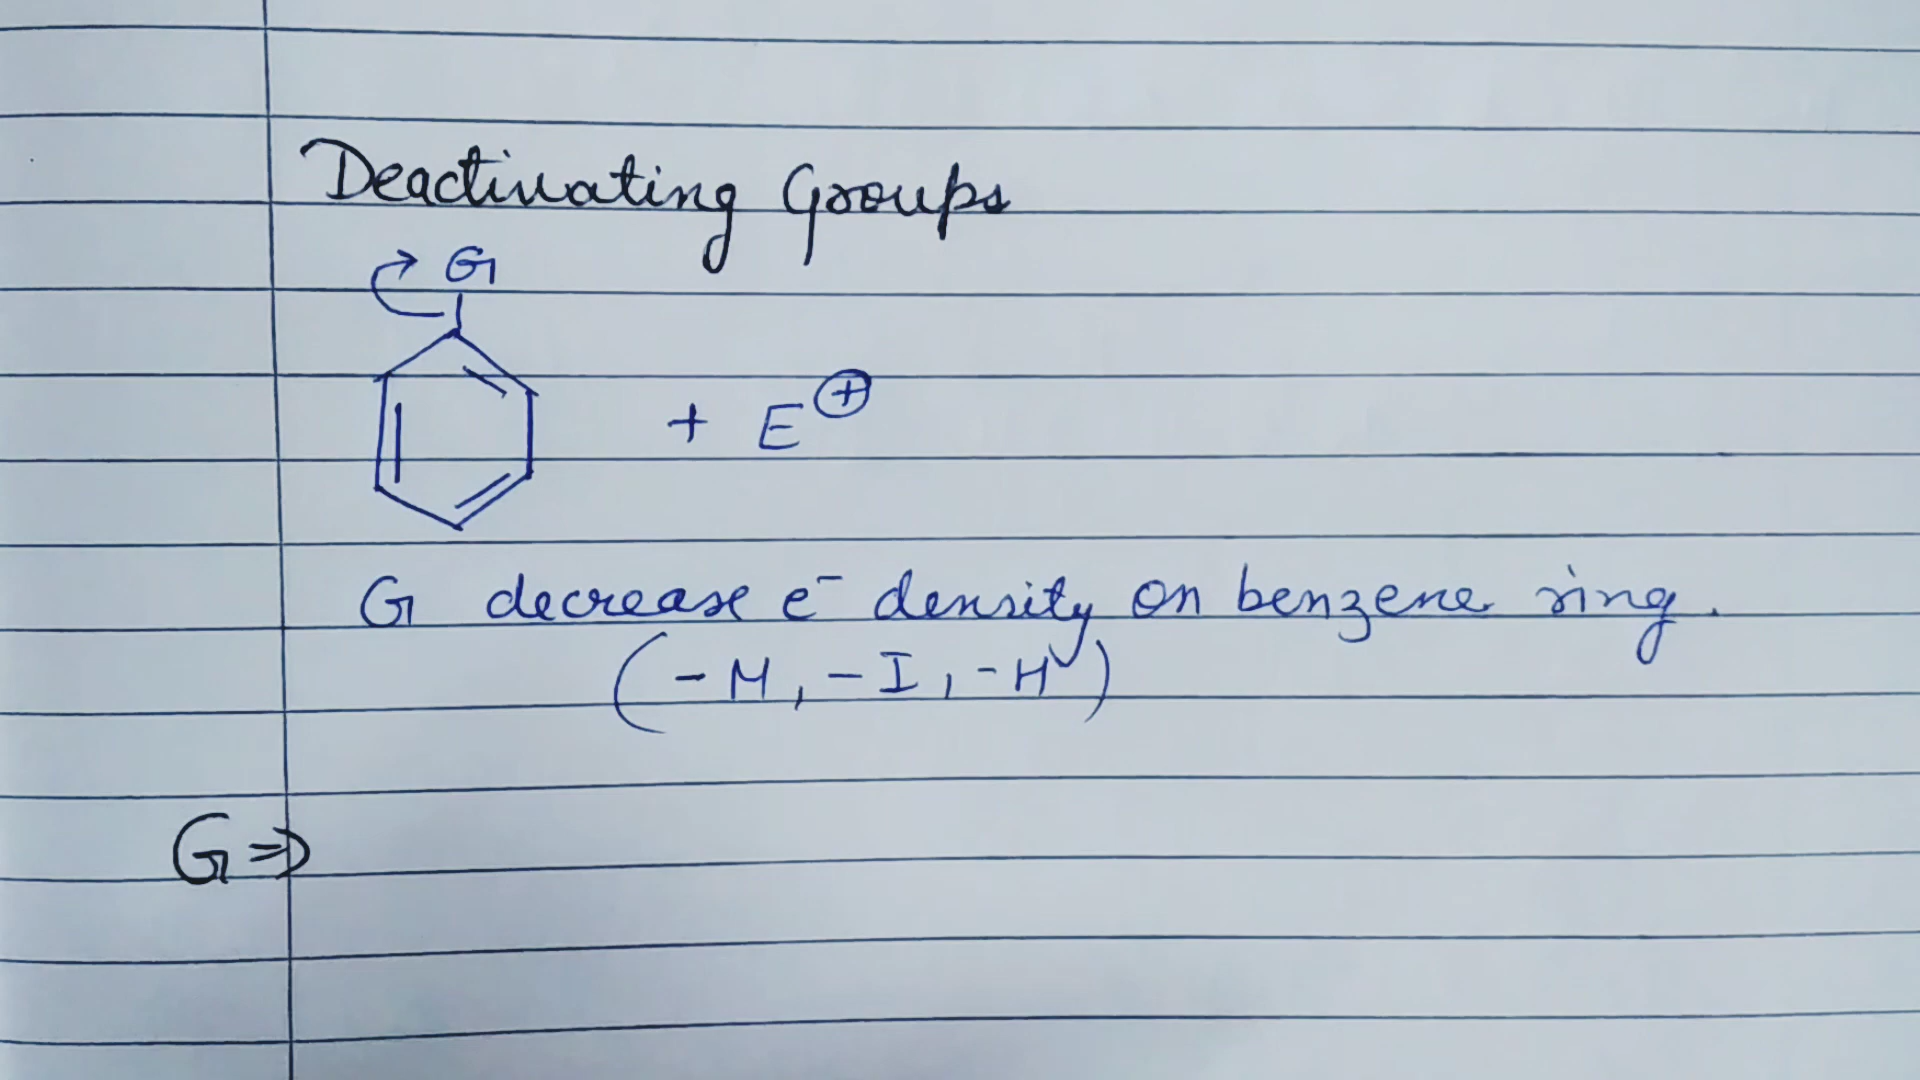 Deactivating Groups
G
+ E⊕
G decrease e⁻ density on benzene ring.
(-M, -I, -H)
G ⇒